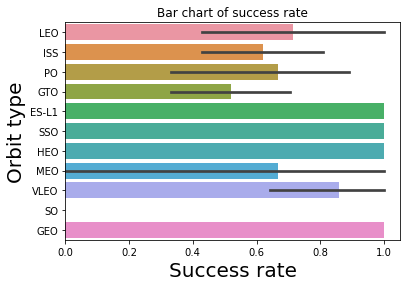 Bar chart of success rate
Orbit type
LEO
ISS
PO
GTO
ES-L1
SSO
HEO
MEO
VLEO
SO
GEO
0.0 0.2 0.4 0.6 0.8 1.0
Success rate